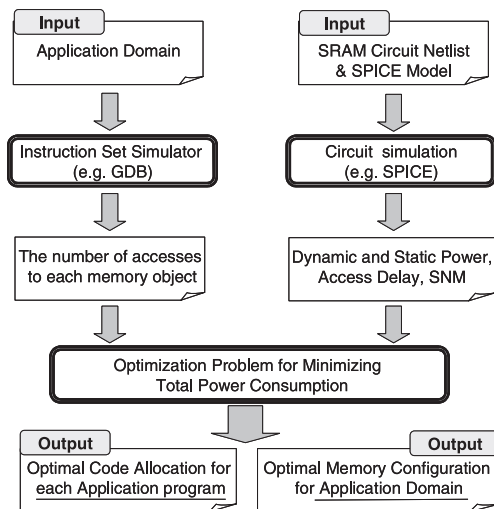 Input
Application Domain
Input
SRAM Circuit Netlist
& SPICE Model
Instruction Set Simulator
(e.g. GDB)
Circuit simulation
(e.g. SPICE)
The number of accesses
to each memory object
Dynamic and Static Power,
Access Delay, SNM
Optimization Problem for Minimizing
Total Power Consumption
Output
Optimal Code Allocation for
each Application program
Output
Optimal Memory Configuration
for Application Domain